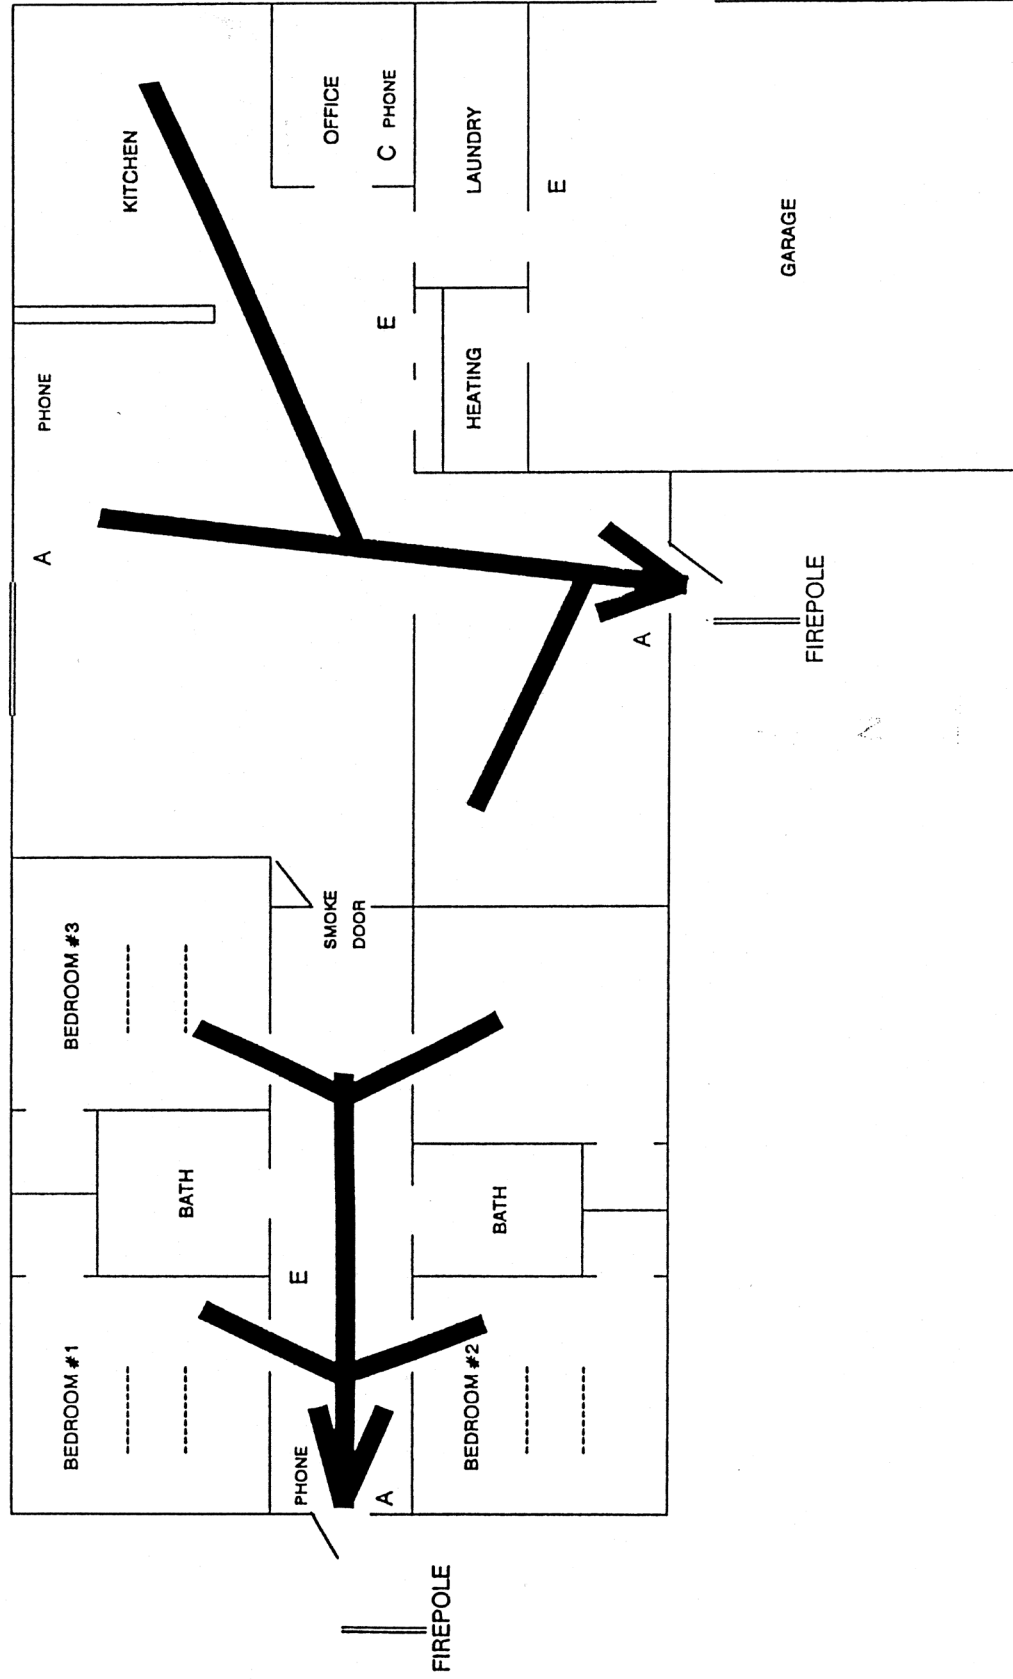 FIREPOLE
BEDROOM #1
PHONE
A
BEDROOM #2
E
BATH
BATH
BEDROOM #3
SMOKE
DOOR
A
FIREPOLE
A
PHONE
HEATING
E
KITCHEN
OFFICE
C PHONE
LAUNDRY
E
GARAGE